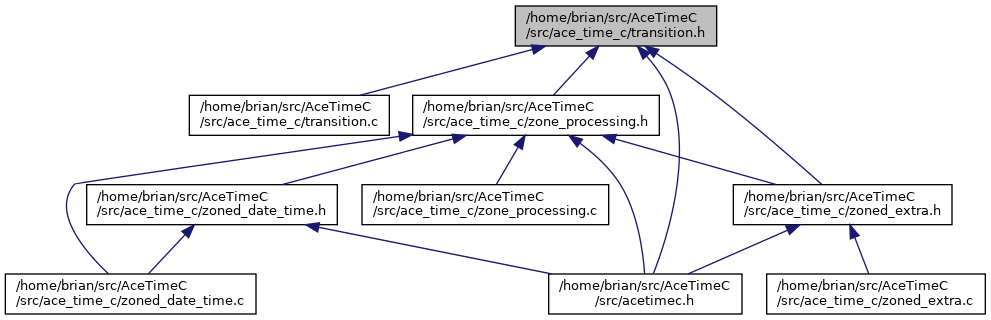 /home/brian/src/AceTimeC
/src/ace_time_c/transition.h
/home/brian/src/AceTimeC
/src/ace_time_c/transition.c
/home/brian/src/AceTimeC
/src/ace_time_c/zone_processing.h
/home/brian/src/AceTimeC
/src/ace_time_c/zoned_date_time.h
/home/brian/src/AceTimeC
/src/ace_time_c/zone_processing.c
/home/brian/src/AceTimeC
/src/ace_time_c/zoned_extra.h
/home/brian/src/AceTimeC
/src/ace_time_c/zoned_date_time.c
/home/brian/src/AceTimeC
/src/acetimec.h
/home/brian/src/AceTimeC
/src/ace_time_c/zoned_extra.c